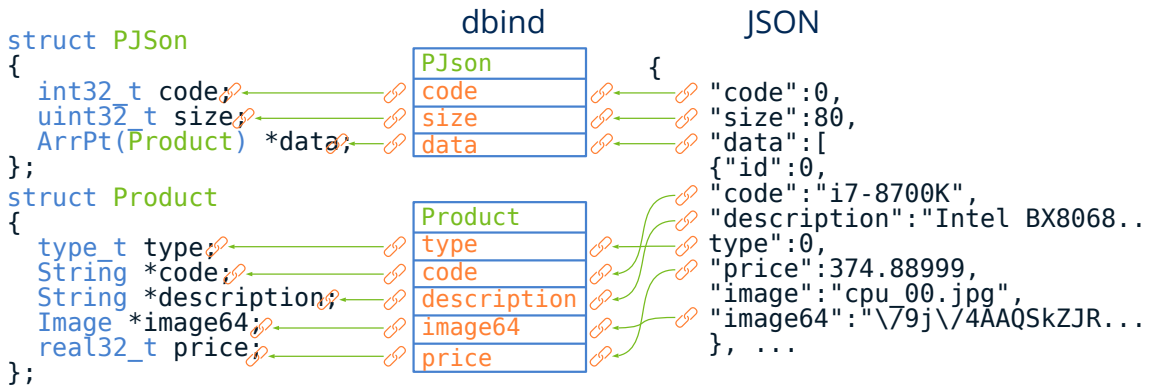 struct PJSon
{
  int32_t code;
  uint32_t size;
  ArrPt(Product) *data;
};
struct Product
{
  type_t type;
  String *code;
  String *description;
  Image *image64;
  real32_t price;
};
dbind
PJson
code
size
data
Product
type
code
description
image64
price
JSON
{
"code":0,
"size":80,
"data":[
{"id":0,
"code":"i7-8700K",
"description":"Intel BX8068..
type":0,
"price":374.88999,
"image":"cpu_00.jpg",
"image64":"\/9j\/4AAQSkZJR...
}, ...